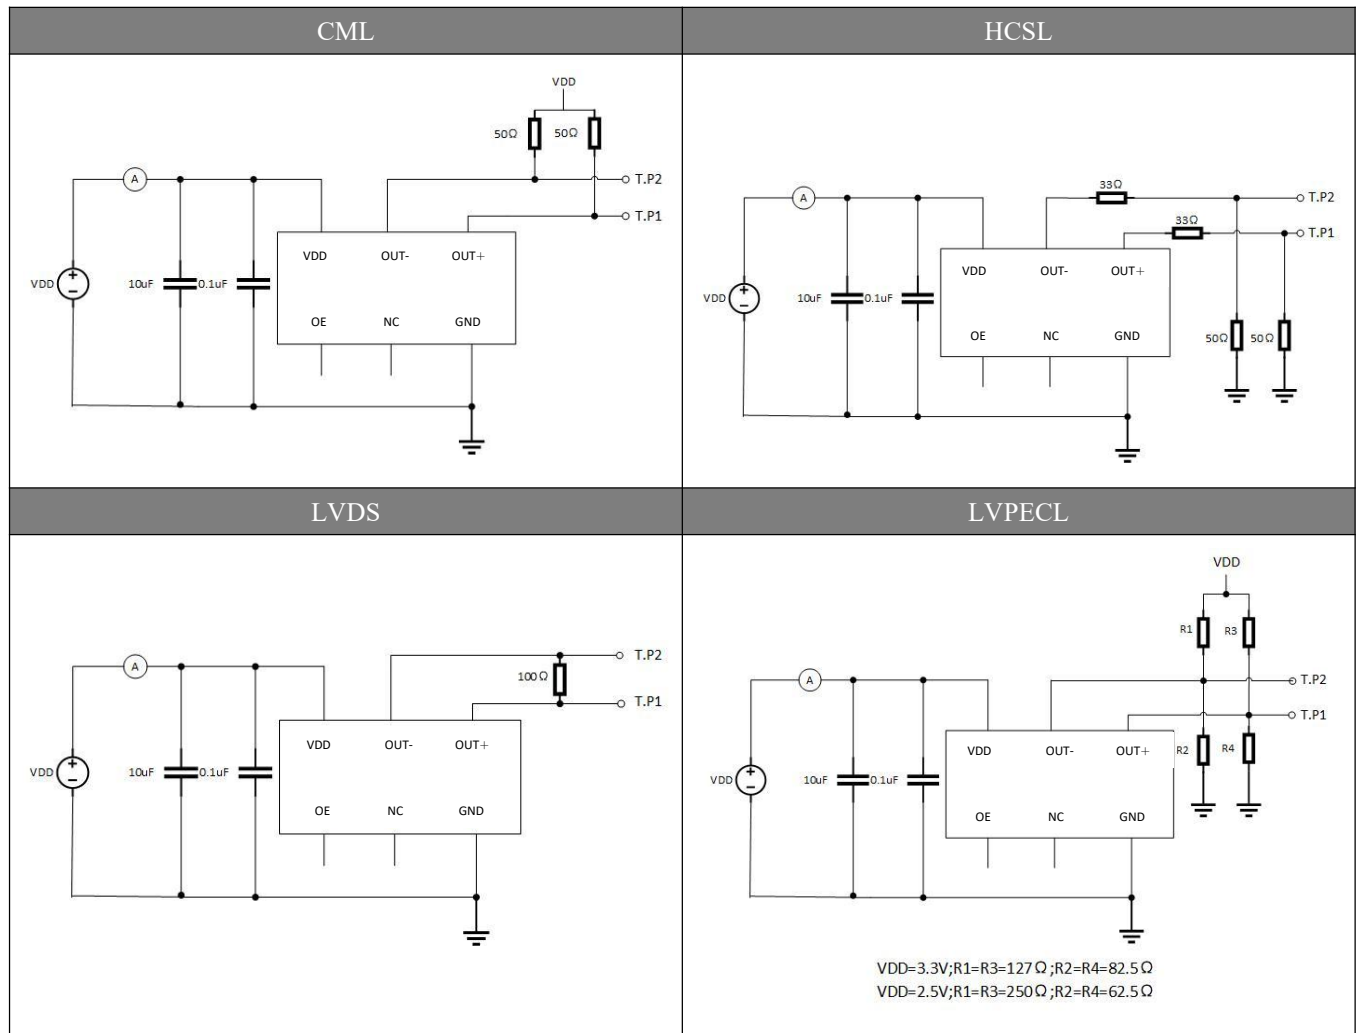 CML
HCSL
VDD
50Ω 50Ω
A
T.P2
T.P1
VDD OUT- OUT+
VDD
10uF 0.1uF
OE NC GND
33Ω
A
T.P2
33Ω
T.P1
VDD OUT- OUT+
VDD
10uF 0.1uF
OE NC GND
50Ω 50Ω
LVDS
LVPECL
A
T.P2
100Ω
T.P1
VDD OUT- OUT+
VDD
10uF 0.1uF
OE NC GND
VDD
R1 R3
A
T.P2
T.P1
VDD OUT- OUT+
R2 R4
VDD
10uF 0.1uF
OE NC GND
VDD=3.3V;R1=R3=127Ω;R2=R4=82.5Ω
VDD=2.5V;R1=R3=250Ω;R2=R4=62.5Ω